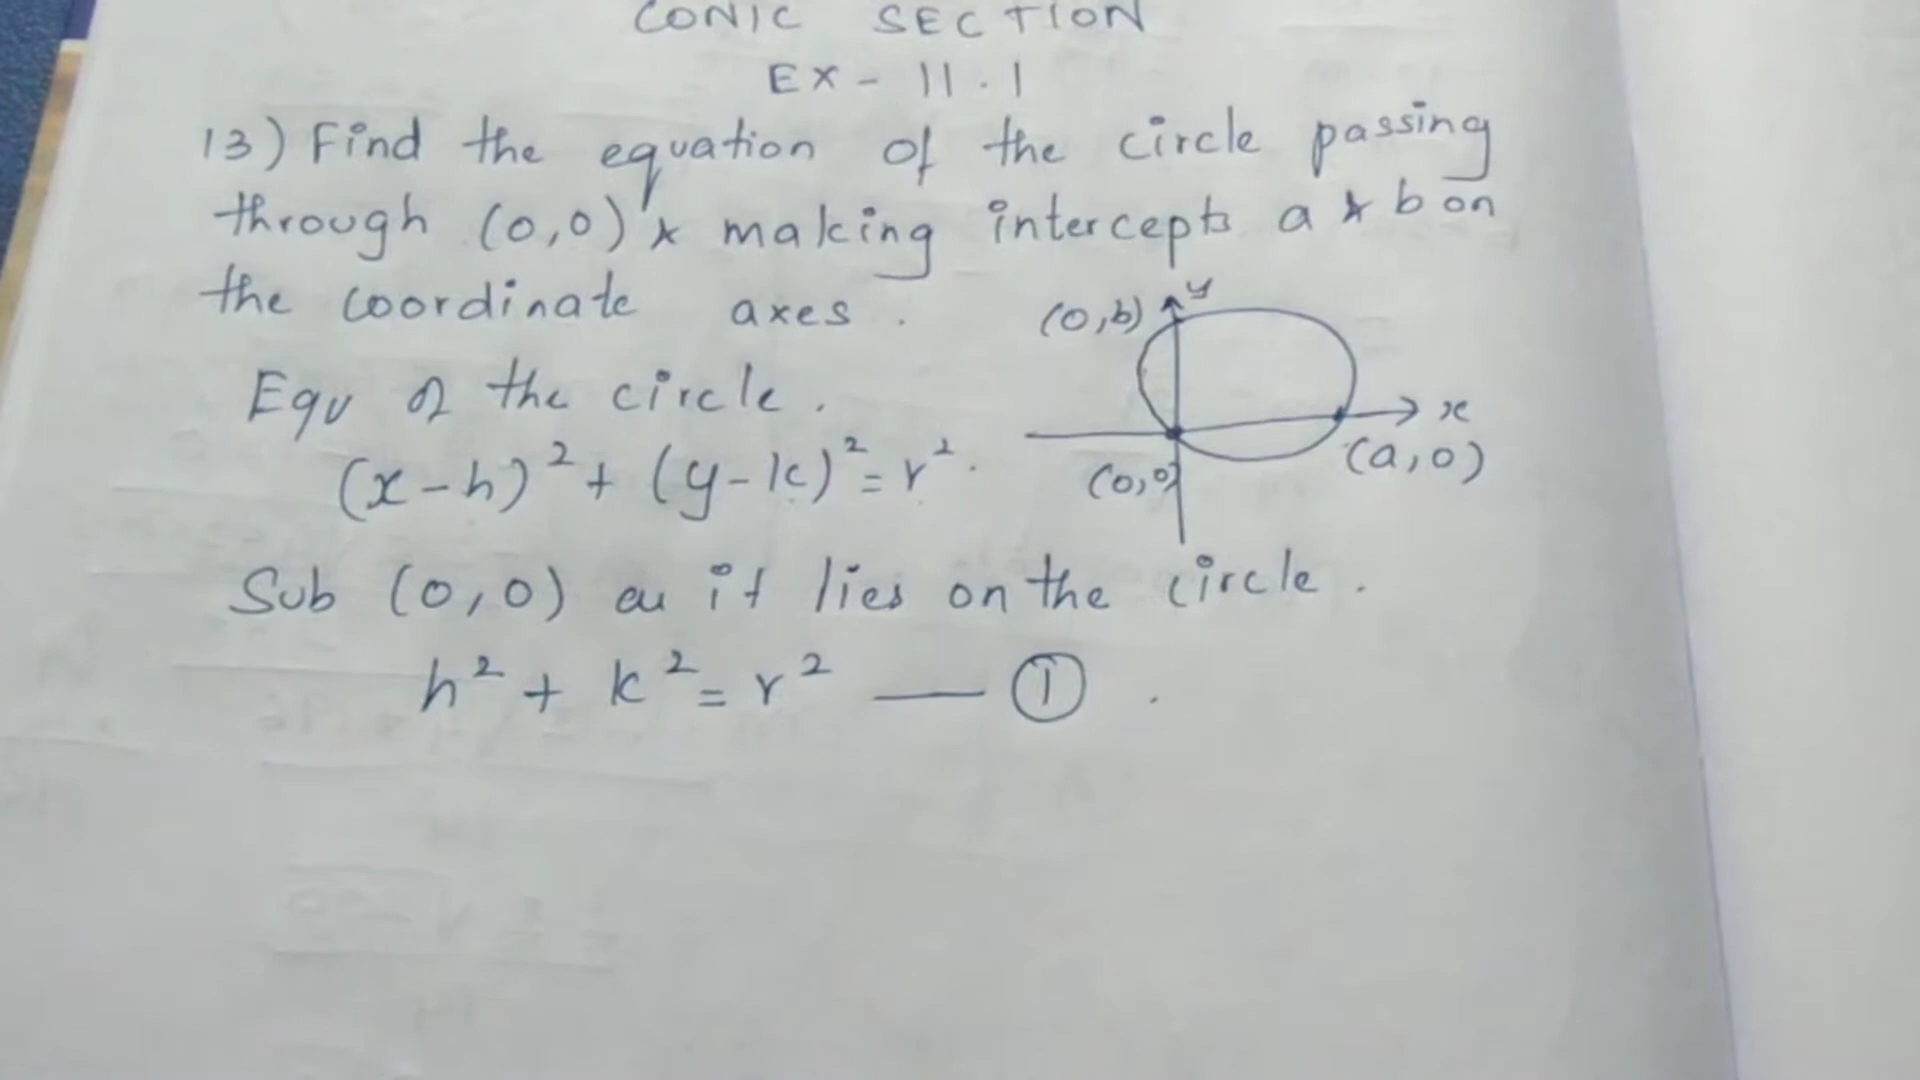 CONIC SECTION
EX - 11.1
13) Find the equation of the circle passing
through (0,0) & making intercepts a & b on
the coordinate axes.
(0,b) y
x
(a,0)
(0,0)
Equ of the circle.
(x-h)² + (y-k)² = r².
Sub (0,0) as it lies on the circle.
h² + k² = r² — ①